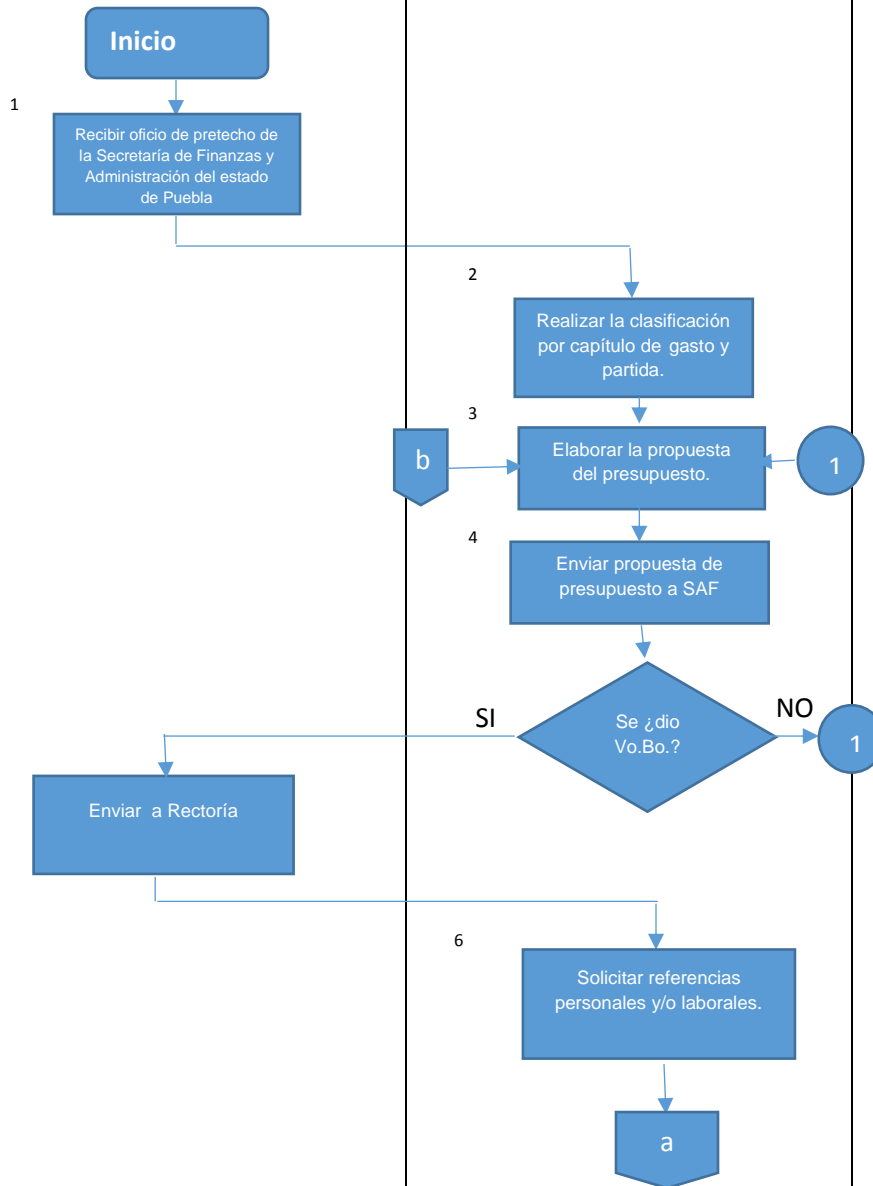 Inicio
1
Recibir oficio de pretecho de
la Secretaría de Finanzas y
Administración del estado
de Puebla
2
Realizar la clasificación
por capítulo de gasto y
partida.
3
b
Elaborar la propuesta
del presupuesto.
1
4
Enviar propuesta de
presupuesto a SAF
SI
Se ¿dio
Vo.Bo.?
NO
1
Enviar a Rectoría
6
Solicitar referencias
personales y/o laborales.
a